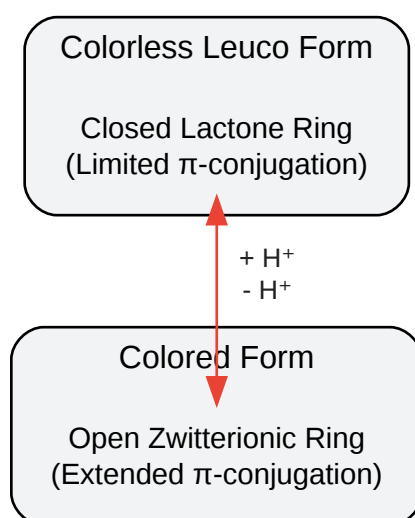 Colorless Leuco Form
Closed Lactone Ring
(Limited π-conjugation)
+ H⁺
- H⁺
Colored Form
Open Zwitterionic Ring
(Extended π-conjugation)